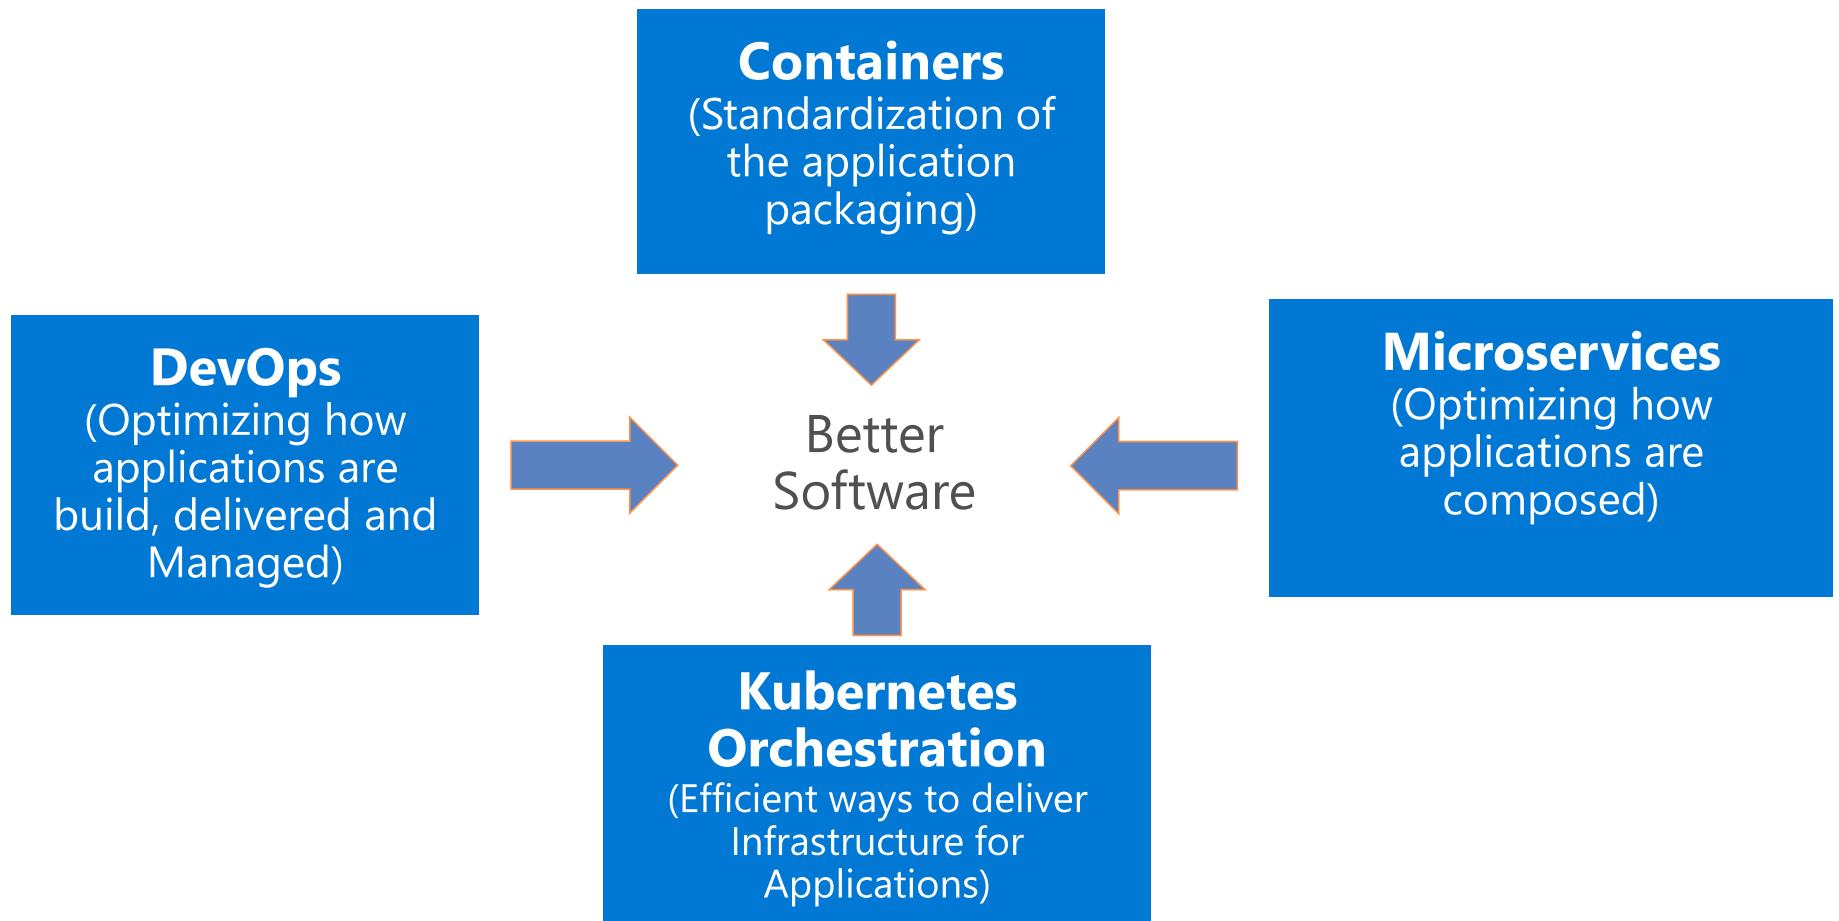 Containers
(Standardization of
the application
packaging)
DevOps
(Optimizing how
applications are
build, delivered and
Managed)
Better
Software
Microservices
(Optimizing how
applications are
composed)
Kubernetes
Orchestration
(Efficient ways to deliver
Infrastructure for
Applications)